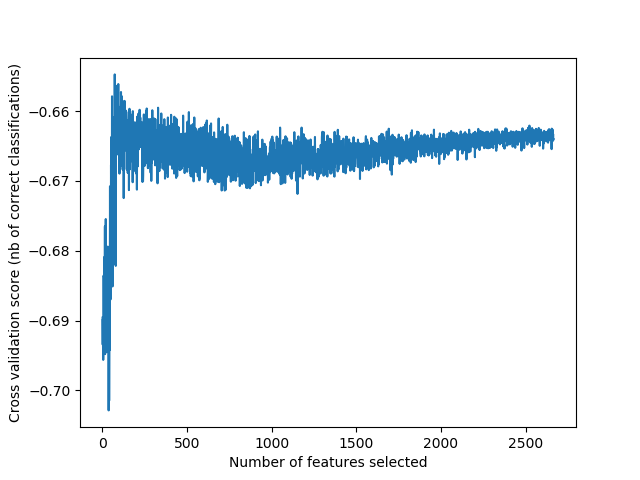 Cross validation score (nb of correct classifications)
−0.66
−0.67
−0.68
−0.69
−0.70
0 500 1000 1500 2000 2500
Number of features selected